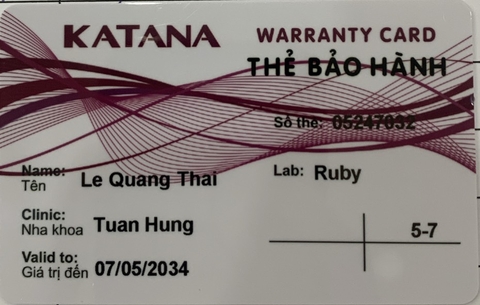 KATANA
WARRANTY CARD
THẺ BẢO HÀNH
Số thẻ: 05247032
Name:
Tên
Le Quang Thai
Lab: Ruby
Clinic:
Nha khoa
Tuan Hung
5-7
Valid to:
Giá trị đến
07/05/2034